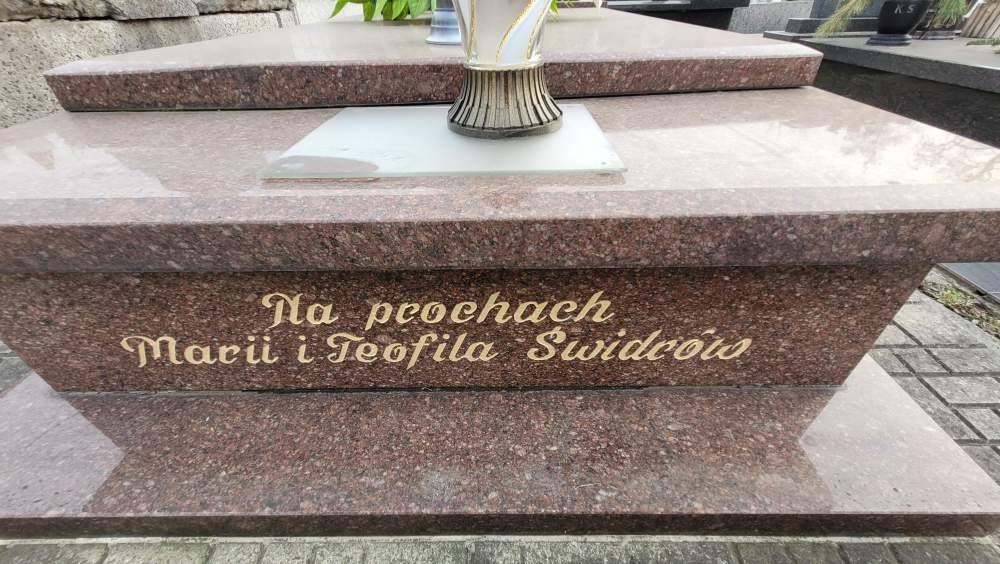 K S
Na prochach
Marii i Teofila Świdrów